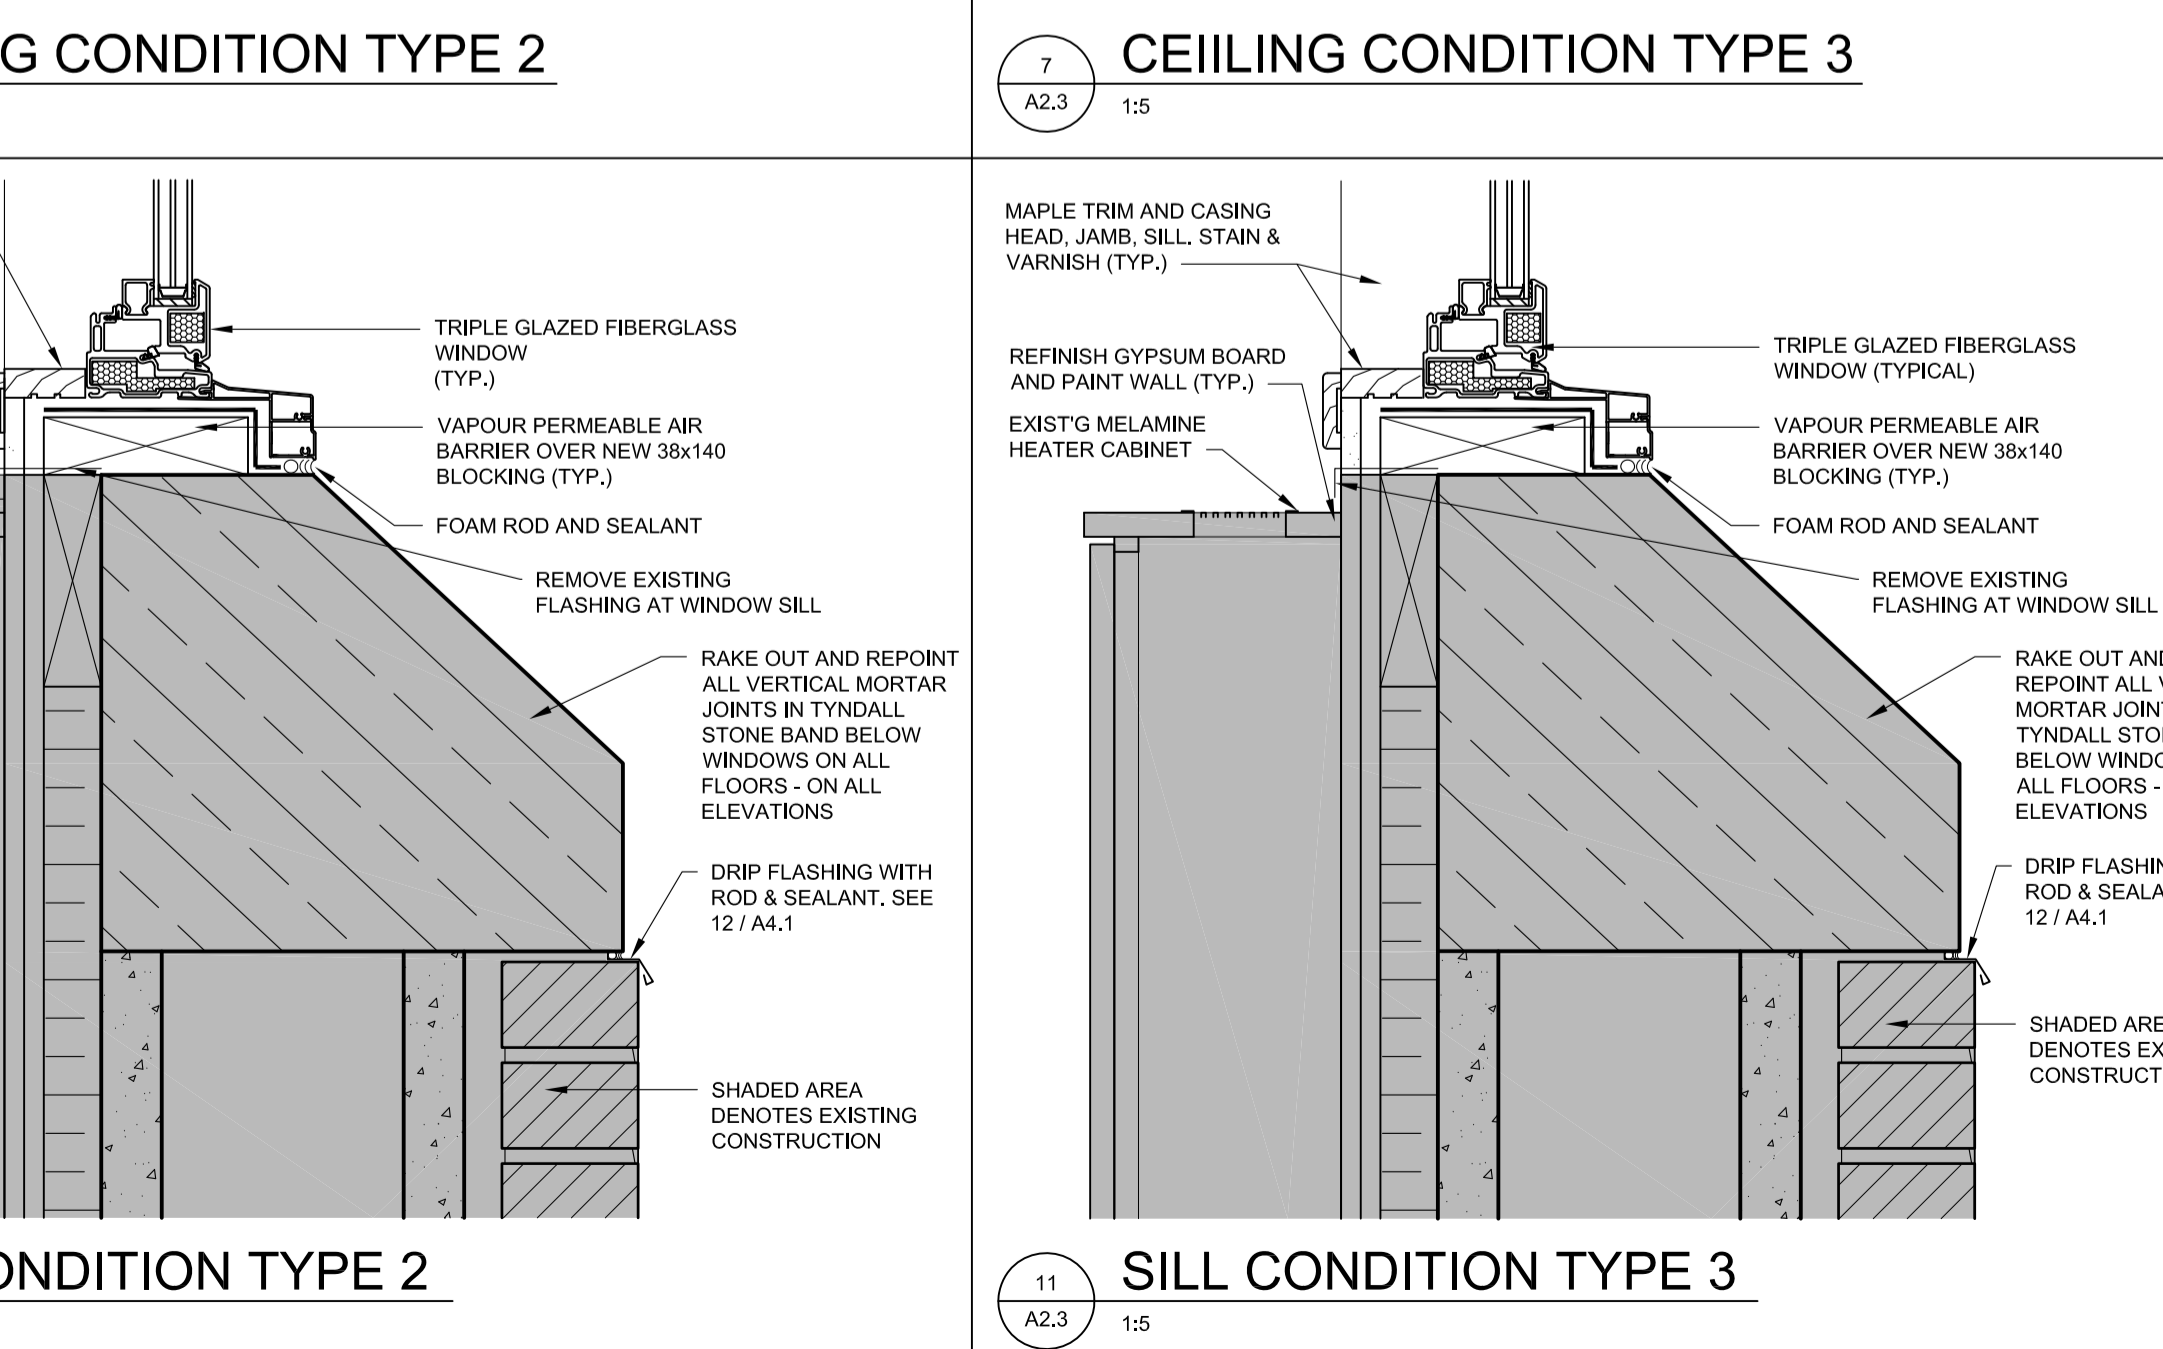 G CONDITION TYPE 2
7
A2.3
CEIILING CONDITION TYPE 3
1:5
TRIPLE GLAZED FIBERGLASS
WINDOW
(TYP.)
VAPOUR PERMEABLE AIR
BARRIER OVER NEW 38x140
BLOCKING (TYP.)
FOAM ROD AND SEALANT
REMOVE EXISTING
FLASHING AT WINDOW SILL
RAKE OUT AND REPOINT
ALL VERTICAL MORTAR
JOINTS IN TYNDALL
STONE BAND BELOW
WINDOWS ON ALL
FLOORS - ON ALL
ELEVATIONS
DRIP FLASHING WITH
ROD & SEALANT. SEE
12 / A4.1
SHADED AREA
DENOTES EXISTING
CONSTRUCTION
ONDITION TYPE 2
MAPLE TRIM AND CASING
HEAD, JAMB, SILL. STAIN &
VARNISH (TYP.)
REFINISH GYPSUM BOARD
AND PAINT WALL (TYP.)
EXIST'G MELAMINE
HEATER CABINET
TRIPLE GLAZED FIBERGLASS
WINDOW (TYPICAL)
VAPOUR PERMEABLE AIR
BARRIER OVER NEW 38x140
BLOCKING (TYP.)
FOAM ROD AND SEALANT
REMOVE EXISTING
FLASHING AT WINDOW SILL
RAKE OUT AND
REPOINT ALL V
MORTAR JOINT
TYNDALL STO
BELOW WINDO
ALL FLOORS -
ELEVATIONS
DRIP FLASHIN
ROD & SEALA
12 / A4.1
SHADED ARE
DENOTES EX
CONSTRUCT
11
A2.3
SILL CONDITION TYPE 3
1:5